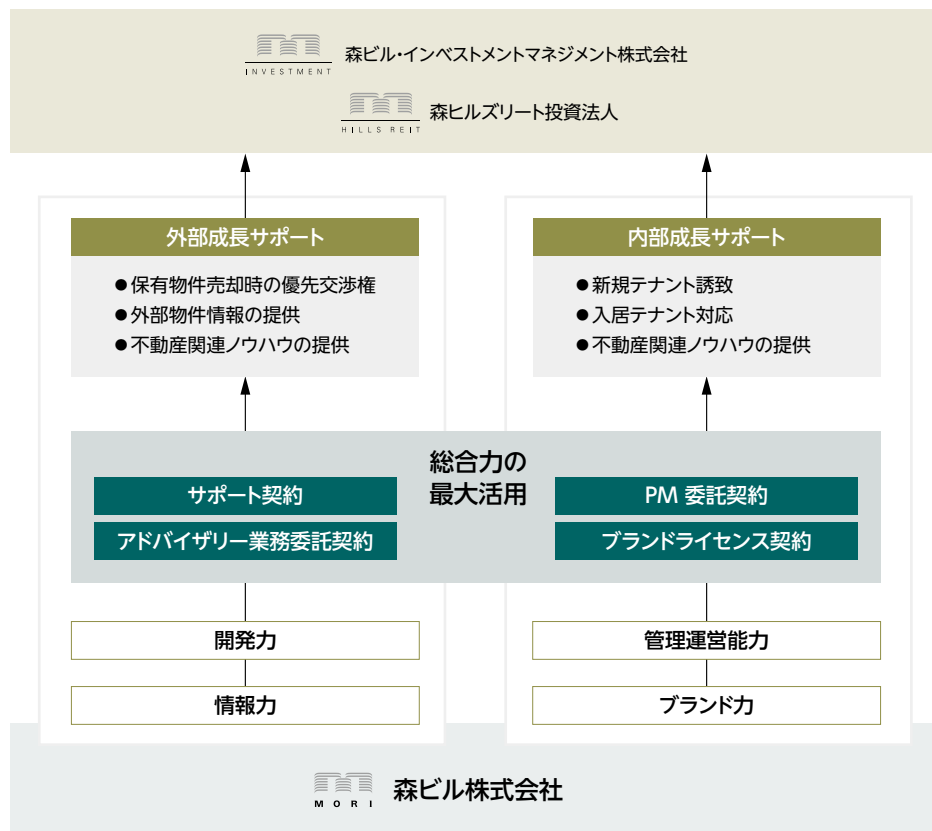 INVESTMENT
森ビル・インベストメントマネジメント株式会社
HILLS REIT
森ヒルズリート投資法人
外部成長サポート
●保有物件売却時の優先交渉権
●外部物件情報の提供
●不動産関連ノウハウの提供
内部成長サポート
●新規テナント誘致
●入居テナント対応
●不動産関連ノウハウの提供
総合力の
最大活用
サポート契約
アドバイザリー業務委託契約
PM 委託契約
ブランドライセンス契約
開発力
情報力
管理運営能力
ブランド力
MORI
森ビル株式会社